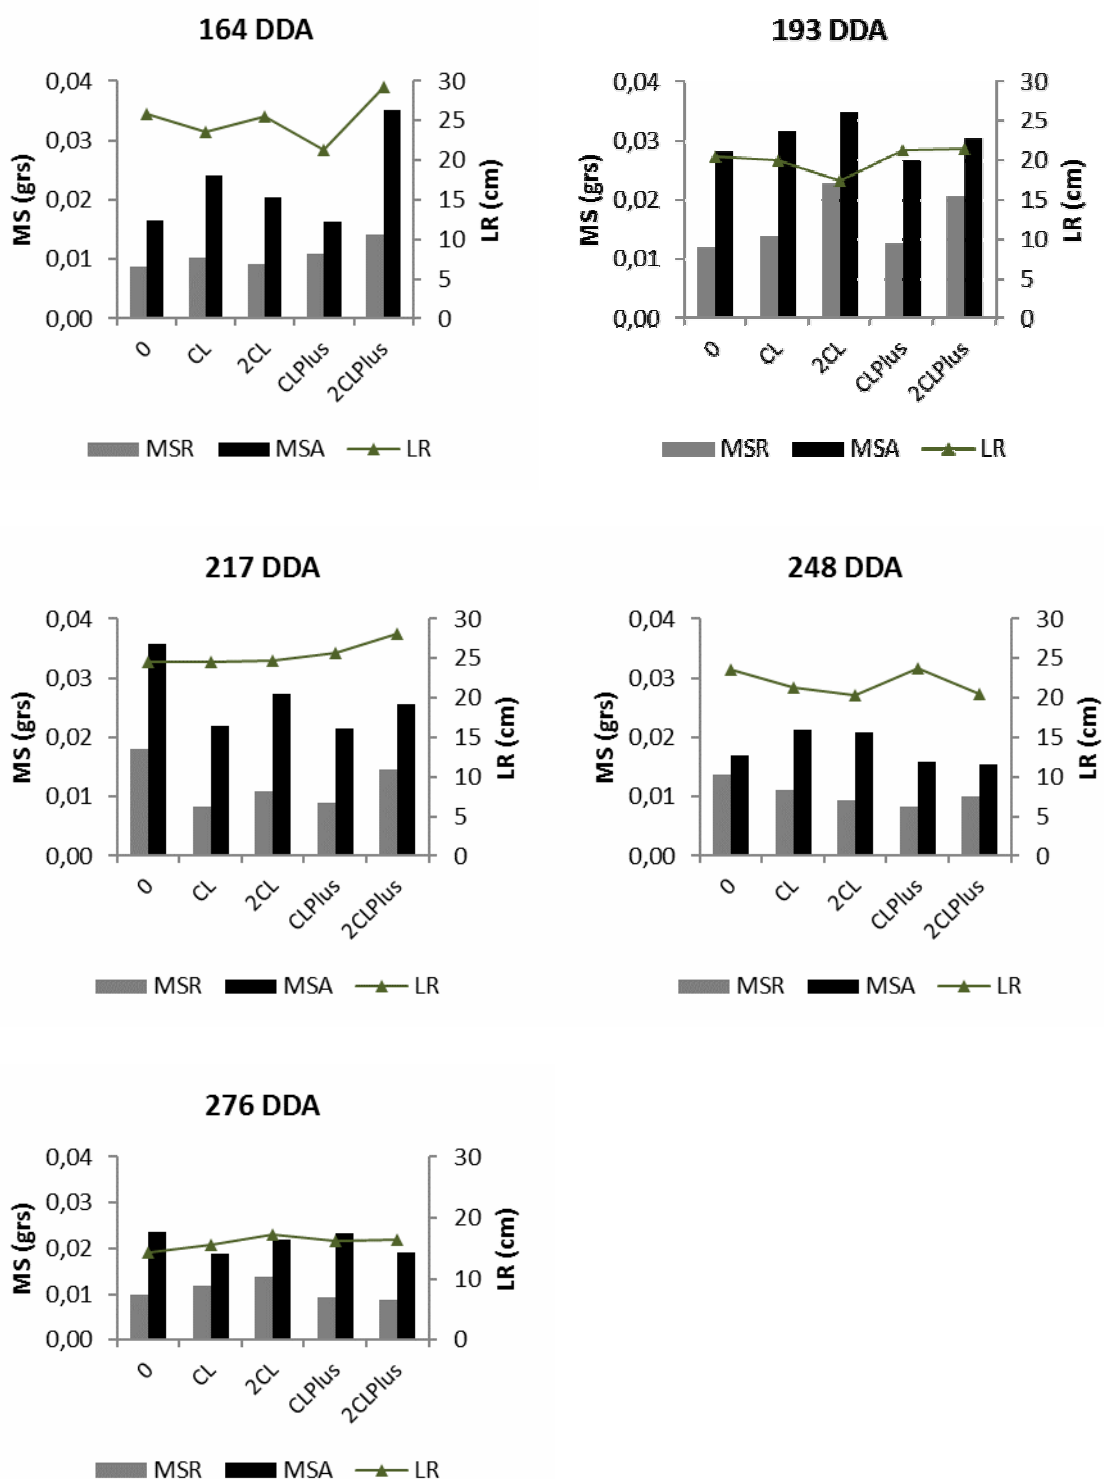 164 DDA
0,04
0,03
0,02
0,01
0,00
MS (grs)
30
25
20
15
10
5
0
LR (cm)
0 CL 2CL CLPlus 2CLPlus
MSR MSA LR
193 DDA
0,04
0,03
0,02
0,01
0,00
MS (grs)
30
25
20
15
10
5
0
LR (cm)
0 CL 2CL CLPlus 2CLPlus
MSR MSA LR
217 DDA
0,04
0,03
0,02
0,01
0,00
MS (grs)
30
25
20
15
10
5
0
LR (cm)
0 CL 2CL CLPlus 2CLPlus
MSR MSA LR
248 DDA
0,04
0,03
0,02
0,01
0,00
MS (grs)
30
25
20
15
10
5
0
LR (cm)
0 CL 2CL CLPlus 2CLPlus
MSR MSA LR
276 DDA
0,04
0,03
0,02
0,01
0,00
MS (grs)
30
20
10
0
LR (cm)
0 CL 2CL CLPlus 2CLPlus
MSR MSA LR